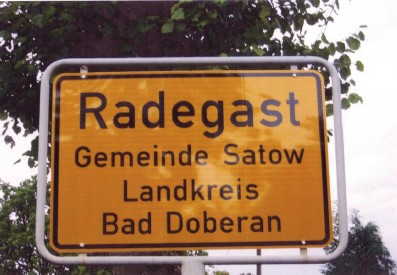 Radegast
Gemeinde Satow
Landkreis
Bad Doberan